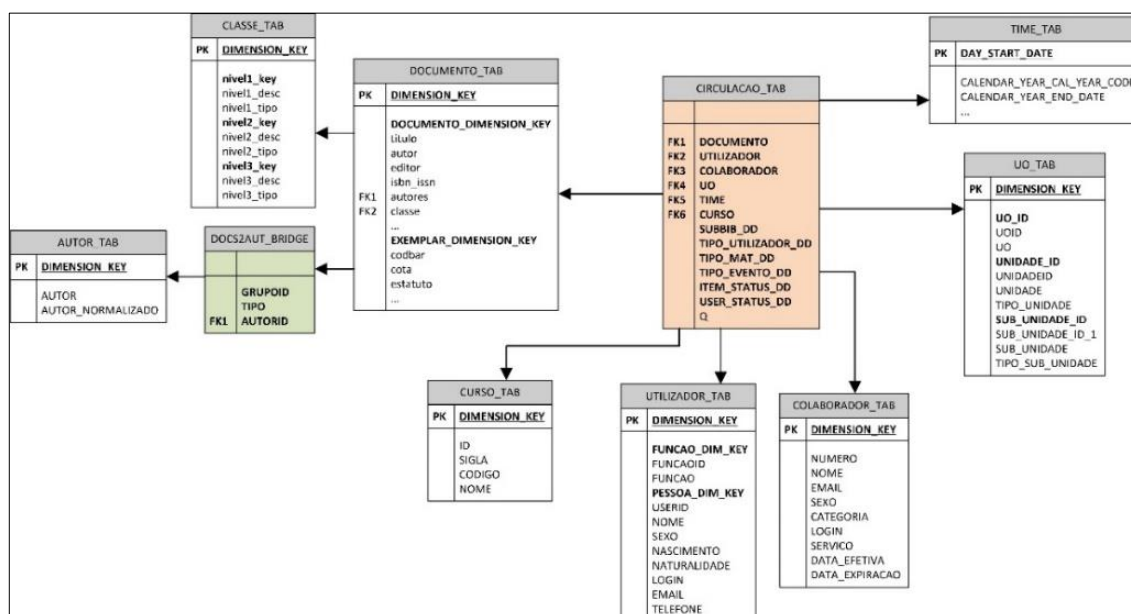 CLASSE_TAB
PK DIMENSION_KEY
nivel1_key
nivel1_desc
nivel1_tipo
nivel2_key
nivel2_desc
nivel2_tipo
nivel3_key
nivel3_desc
nivel3_tipo
DOCUMENTO_TAB
PK DIMENSION_KEY
DOCUMENTO_DIMENSION_KEY
titulo
autor
editor
isbn_issn
FK1 autores
FK2 classe
...
EXEMPLAR_DIMENSION_KEY
codbar
cota
estatuto
...
CIRCULACAO_TAB
FK1 DOCUMENTO
FK2 UTILIZADOR
FK3 COLABORADOR
FK4 UO
FK5 TIME
FK6 CURSO
SUBBIB_DD
TIPO_UTILIZADOR_DD
TIPO_MAT_DD
TIPO_EVENTO_DD
ITEM_STATUS_DD
USER_STATUS_DD
Q
TIME_TAB
PK DAY_START_DATE
CALENDAR_YEAR_CAL_YEAR_CODE
CALENDAR_YEAR_END_DATE
...
UO_TAB
PK DIMENSION_KEY
UO_ID
UOID
UO
UNIDADE_ID
UNIDADEID
UNIDADE
TIPO_UNIDADE
SUB_UNIDADE_ID
SUB_UNIDADE_ID_1
SUB_UNIDADE
TIPO_SUB_UNIDADE
AUTOR_TAB
PK DIMENSION_KEY
AUTOR
AUTOR_NORMALIZADO
DOCS2AUT_BRIDGE
GRUPOID
TIPO
FK1 AUTORID
CURSO_TAB
PK DIMENSION_KEY
ID
SIGLA
CODIGO
NOME
UTILIZADOR_TAB
PK DIMENSION_KEY
FUNCAO_DIM_KEY
FUNCAOID
FUNCAO
PESSOA_DIM_KEY
USERID
NOME
SEXO
NASCIMENTO
NATURALIDADE
LOGIN
EMAIL
TELEFONE
COLABORADOR_TAB
PK DIMENSION_KEY
NUMERO
NOME
EMAIL
SEXO
CATEGORIA
LOGIN
SERVICO
DATA_EFETIVA
DATA_EXPIRACAO